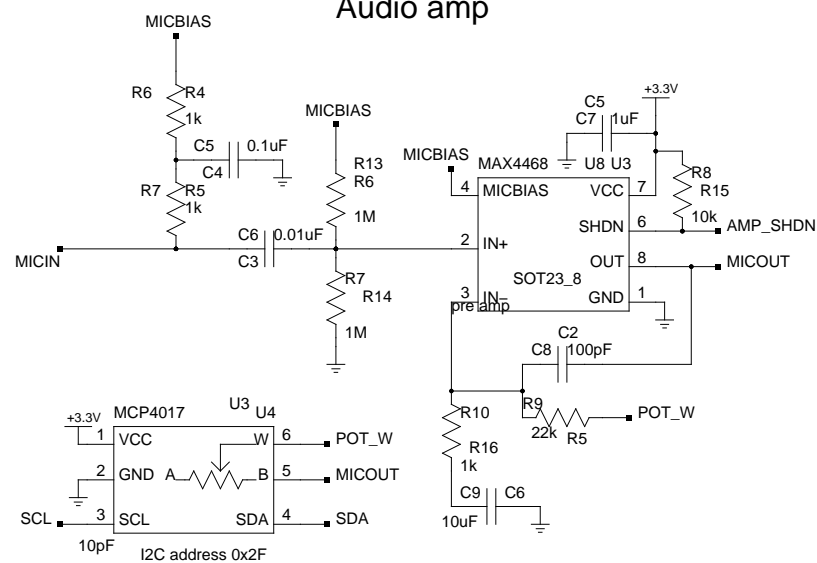 Audio amp
MICBIAS
R6 R4
1k
C5 0.1uF
C4
R7 R5
1k
MICIN
C6 0.01uF
C3
MICBIAS
R13
R6
1M
R7
R14
1M
MICBIAS
MAX4468
U8 U3
+3.3V
C5
C7 1uF
R8
R15
10k
4 MICBIAS
VCC 7
SHDN 6
AMP_SHDN
2 IN+
OUT 8
MICOUT
SOT23_8
3 IN−
GND 1
pre amp
C2
C8 100pF
R9
22k R5
POT_W
R10
R16
1k
C9 C6
10uF
+3.3V
MCP4017
U3 U4
1 VCC
W 6 POT_W
2 GND A
B 5 MICOUT
SCL 3 SCL
SDA 4 SDA
10pF
I2C address 0x2F